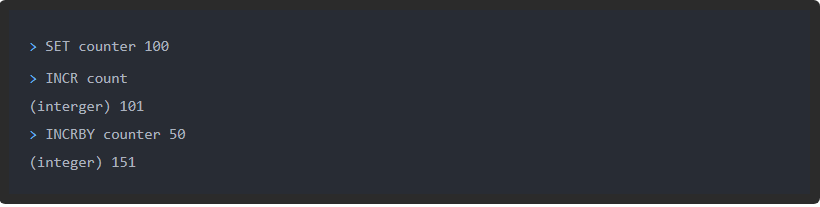 > SET counter 100
> INCR count
(interger) 101
> INCRBY counter 50
(integer) 151